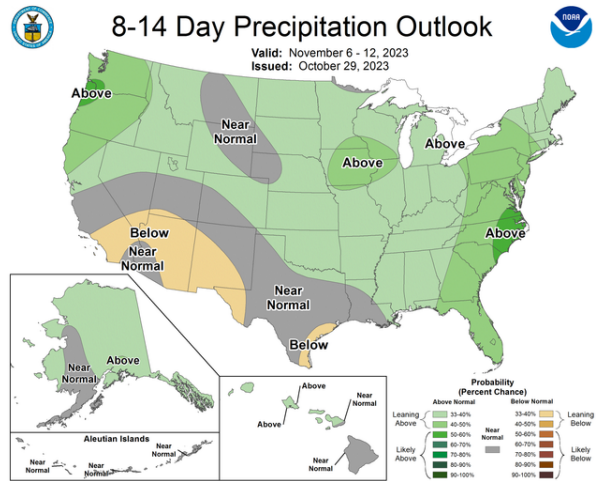 8-14 Day Precipitation Outlook
Valid: November 6 - 12, 2023
Issued: October 29, 2023
NOAA
Above
Near
Normal
Above
Above
Below
Near
Normal
Above
Near
Normal
Below
Near
Normal
Above
Aleutian Islands
Near
Normal
Near
Normal
Near
Normal
Above
Near
Normal
Above
Above
Near
Normal
Probability
(Percent Chance)
Above Normal
Below Normal
Leaning
Above
33-40%
40-50%
Likely
Above
50-60%
60-70%
70-80%
80-90%
90-100%
Near
Normal
33-40%
40-50%
Leaning
Below
50-60%
60-70%
70-80%
80-90%
90-100%
Likely
Below